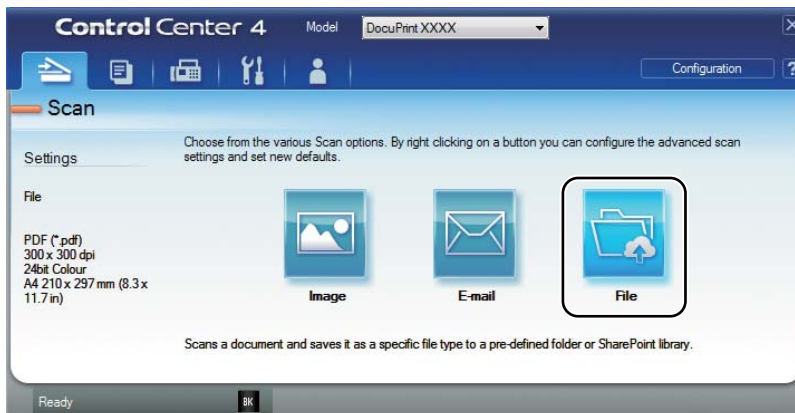 Control Center 4
Model
DocuPrint XXXX
X
Configuration
?
Scan
Choose from the various Scan options. By right clicking on a button you can configure the advanced scan
settings and set new defaults.
Settings
File
PDF (*.pdf)
300 x 300 dpi
24bit Colour
A4 210 x 297 mm (8.3 x
11.7 in)
Image
E-mail
File
Scans a document and saves it as a specific file type to a pre-defined folder or SharePoint library.
Ready
BK